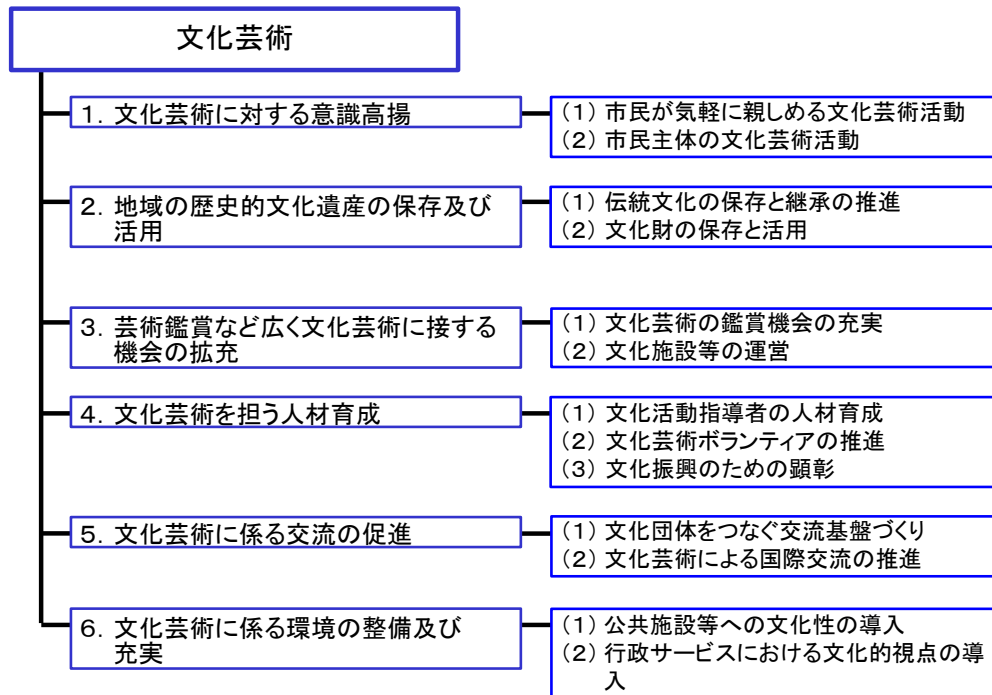 文化芸術
1．文化芸術に対する意識高揚
（1）市民が気軽に親しめる文化芸術活動
（2）市民主体の文化芸術活動
2．地域の歴史的文化遺産の保存及び
活用
（1）伝統文化の保存と継承の推進
（2）文化財の保存と活用
3．芸術鑑賞など広く文化芸術に接する
機会の拡充
（1）文化芸術の鑑賞機会の充実
（2）文化施設等の運営
4．文化芸術を担う人材育成
（1）文化活動指導者の人材育成
（2）文化芸術ボランティアの推進
（3）文化振興のための顕彰
5．文化芸術に係る交流の促進
（1）文化団体をつなぐ交流基盤づくり
（2）文化芸術による国際交流の推進
6．文化芸術に係る環境の整備及び
充実
（1）公共施設等への文化性の導入
（2）行政サービスにおける文化的視点の導
入